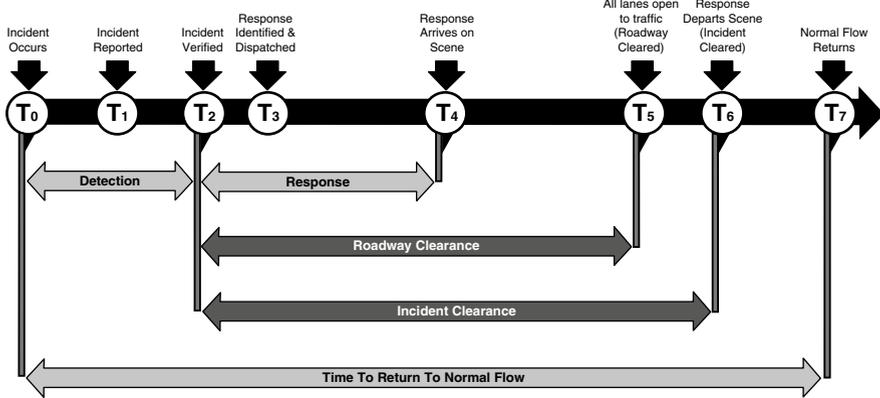 Incident
Occurs
Incident
Reported
Incident
Verified
Response
Identified &
Dispatched
Response
Arrives on
Scene
All lanes open
to traffic
(Roadway
Cleared)
Response
Departs Scene
(Incident
Cleared)
Normal Flow
Returns
T0
T1
T2
T3
T4
T5
T6
T7
Detection
Response
Roadway Clearance
Incident Clearance
Time To Return To Normal Flow